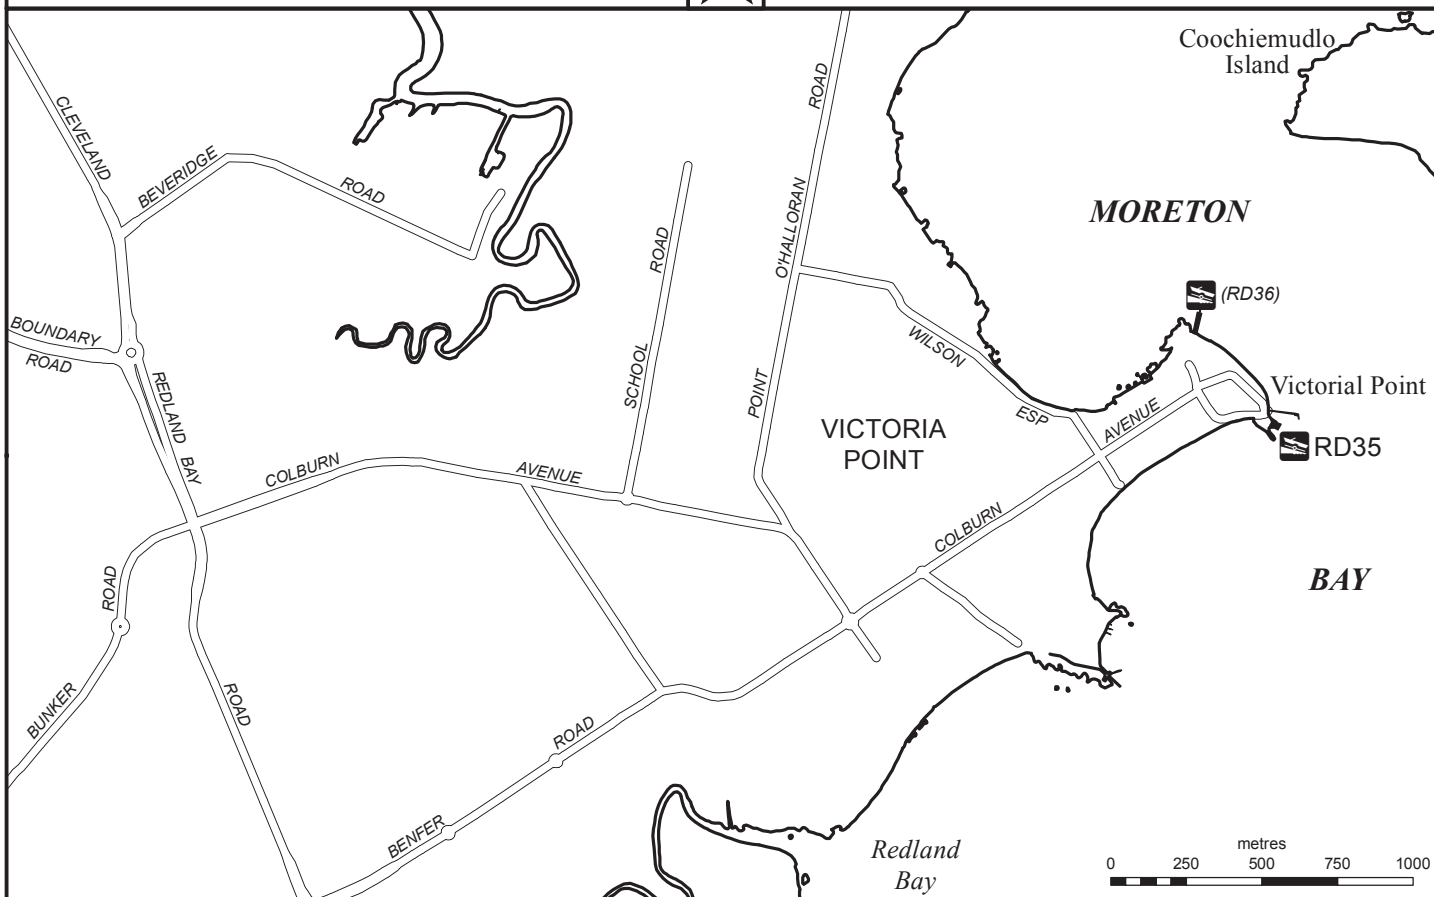 Coochiemudlo
Island
CLEVELAND
BEVERIDGE
ROAD
ROAD
O'HALLORAN
MORETON
ROAD
(RD36)
BOUNDARY
ROAD
REDLAND
BAY
SCHOOL
POINT
WILSON
ESP
AVENUE
Victorial Point
VICTORIA
POINT
RD35
COLBURN
AVENUE
COLBURN
BAY
ROAD
BUNKER
ROAD
ROAD
BENFER
Redland
Bay
metres
0 250 500 750 1000